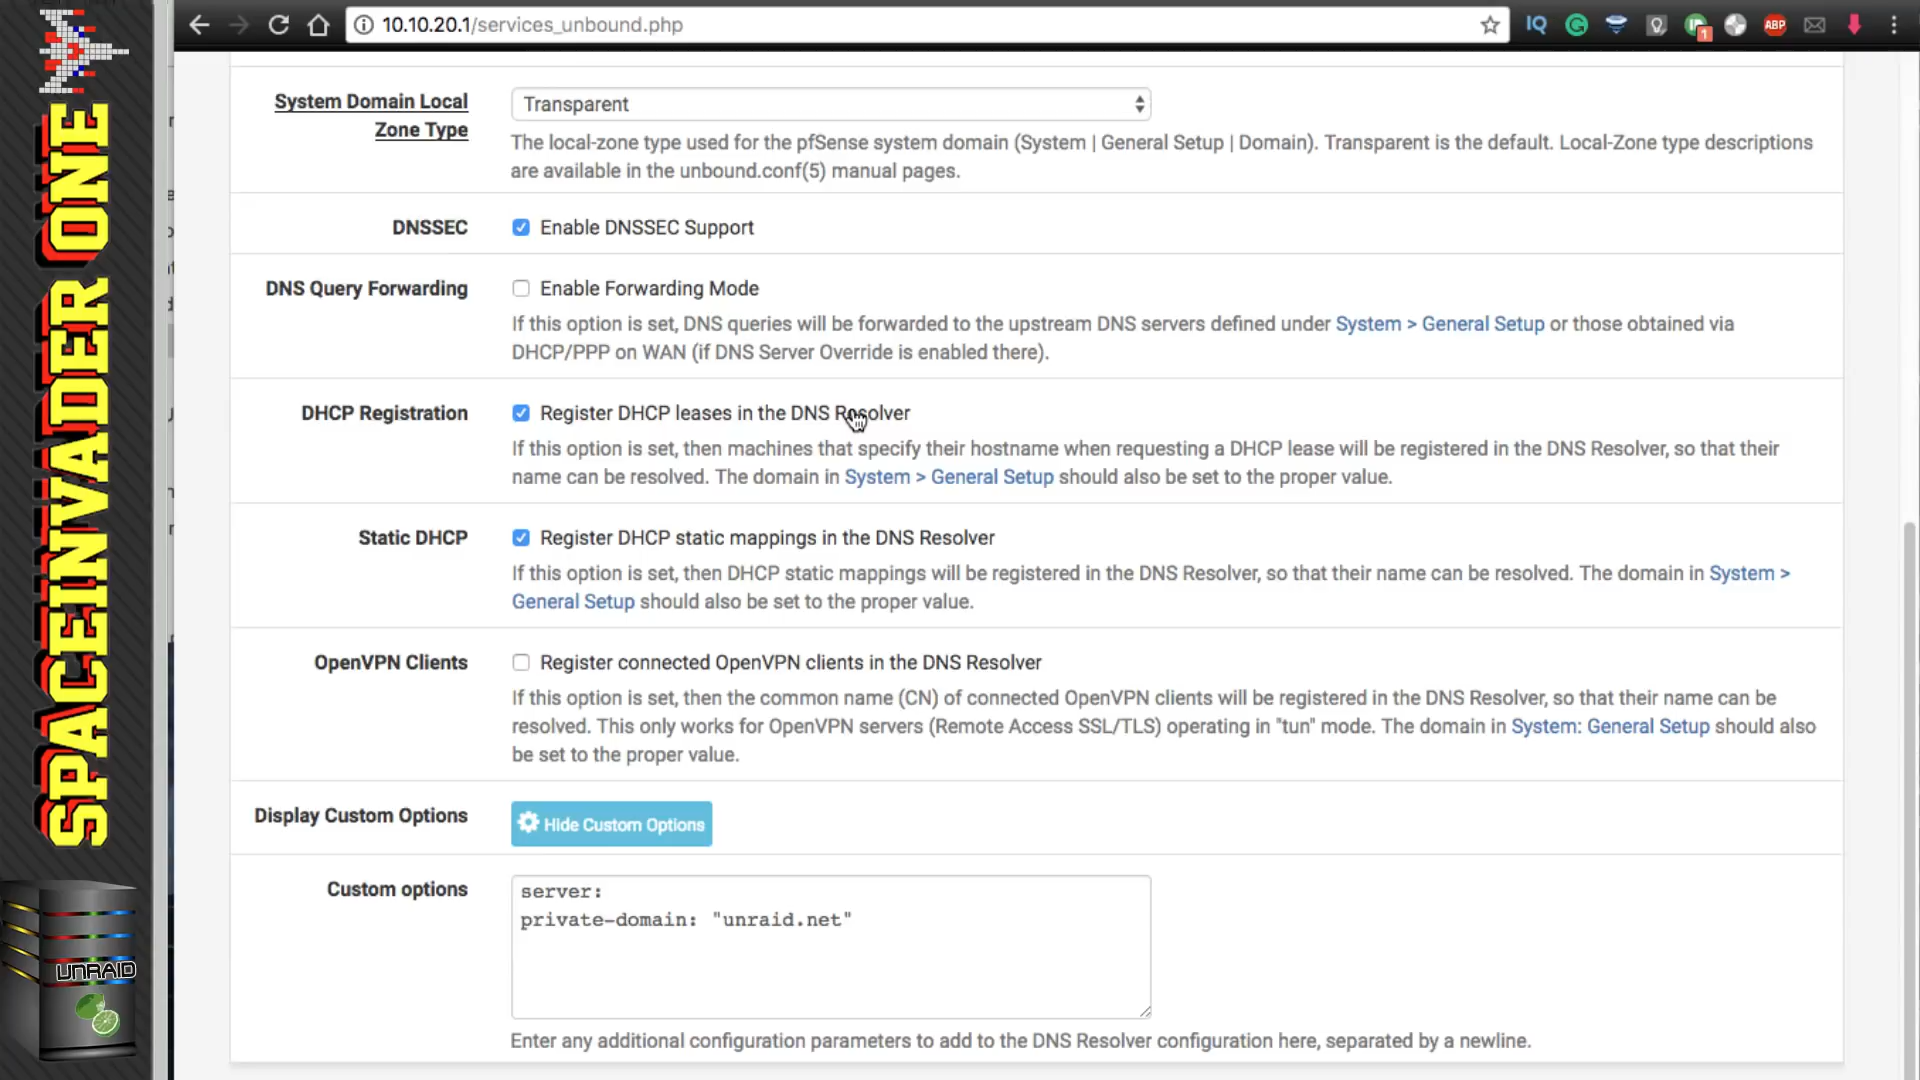 10.10.20.1/services_unbound.php
IQ
1
ABP
SPACEINVADER ONE
UNRAID
System Domain Local
Zone Type
Transparent
The local-zone type used for the pfSense system domain (System | General Setup | Domain). Transparent is the default. Local-Zone type descriptions
are available in the unbound.conf(5) manual pages.
DNSSEC
Enable DNSSEC Support
DNS Query Forwarding
Enable Forwarding Mode
If this option is set, DNS queries will be forwarded to the upstream DNS servers defined under System > General Setup or those obtained via
DHCP/PPP on WAN (if DNS Server Override is enabled there).
DHCP Registration
Register DHCP leases in the DNS Resolver
If this option is set, then machines that specify their hostname when requesting a DHCP lease will be registered in the DNS Resolver, so that their
name can be resolved. The domain in System > General Setup should also be set to the proper value.
Static DHCP
Register DHCP static mappings in the DNS Resolver
If this option is set, then DHCP static mappings will be registered in the DNS Resolver, so that their name can be resolved. The domain in System >
General Setup should also be set to the proper value.
OpenVPN Clients
Register connected OpenVPN clients in the DNS Resolver
If this option is set, then the common name (CN) of connected OpenVPN clients will be registered in the DNS Resolver, so that their name can be
resolved. This only works for OpenVPN servers (Remote Access SSL/TLS) operating in "tun" mode. The domain in System: General Setup should also
be set to the proper value.
Display Custom Options
Hide Custom Options
Custom options
server:
private-domain: "unraid.net"
Enter any additional configuration parameters to add to the DNS Resolver configuration here, separated by a newline.